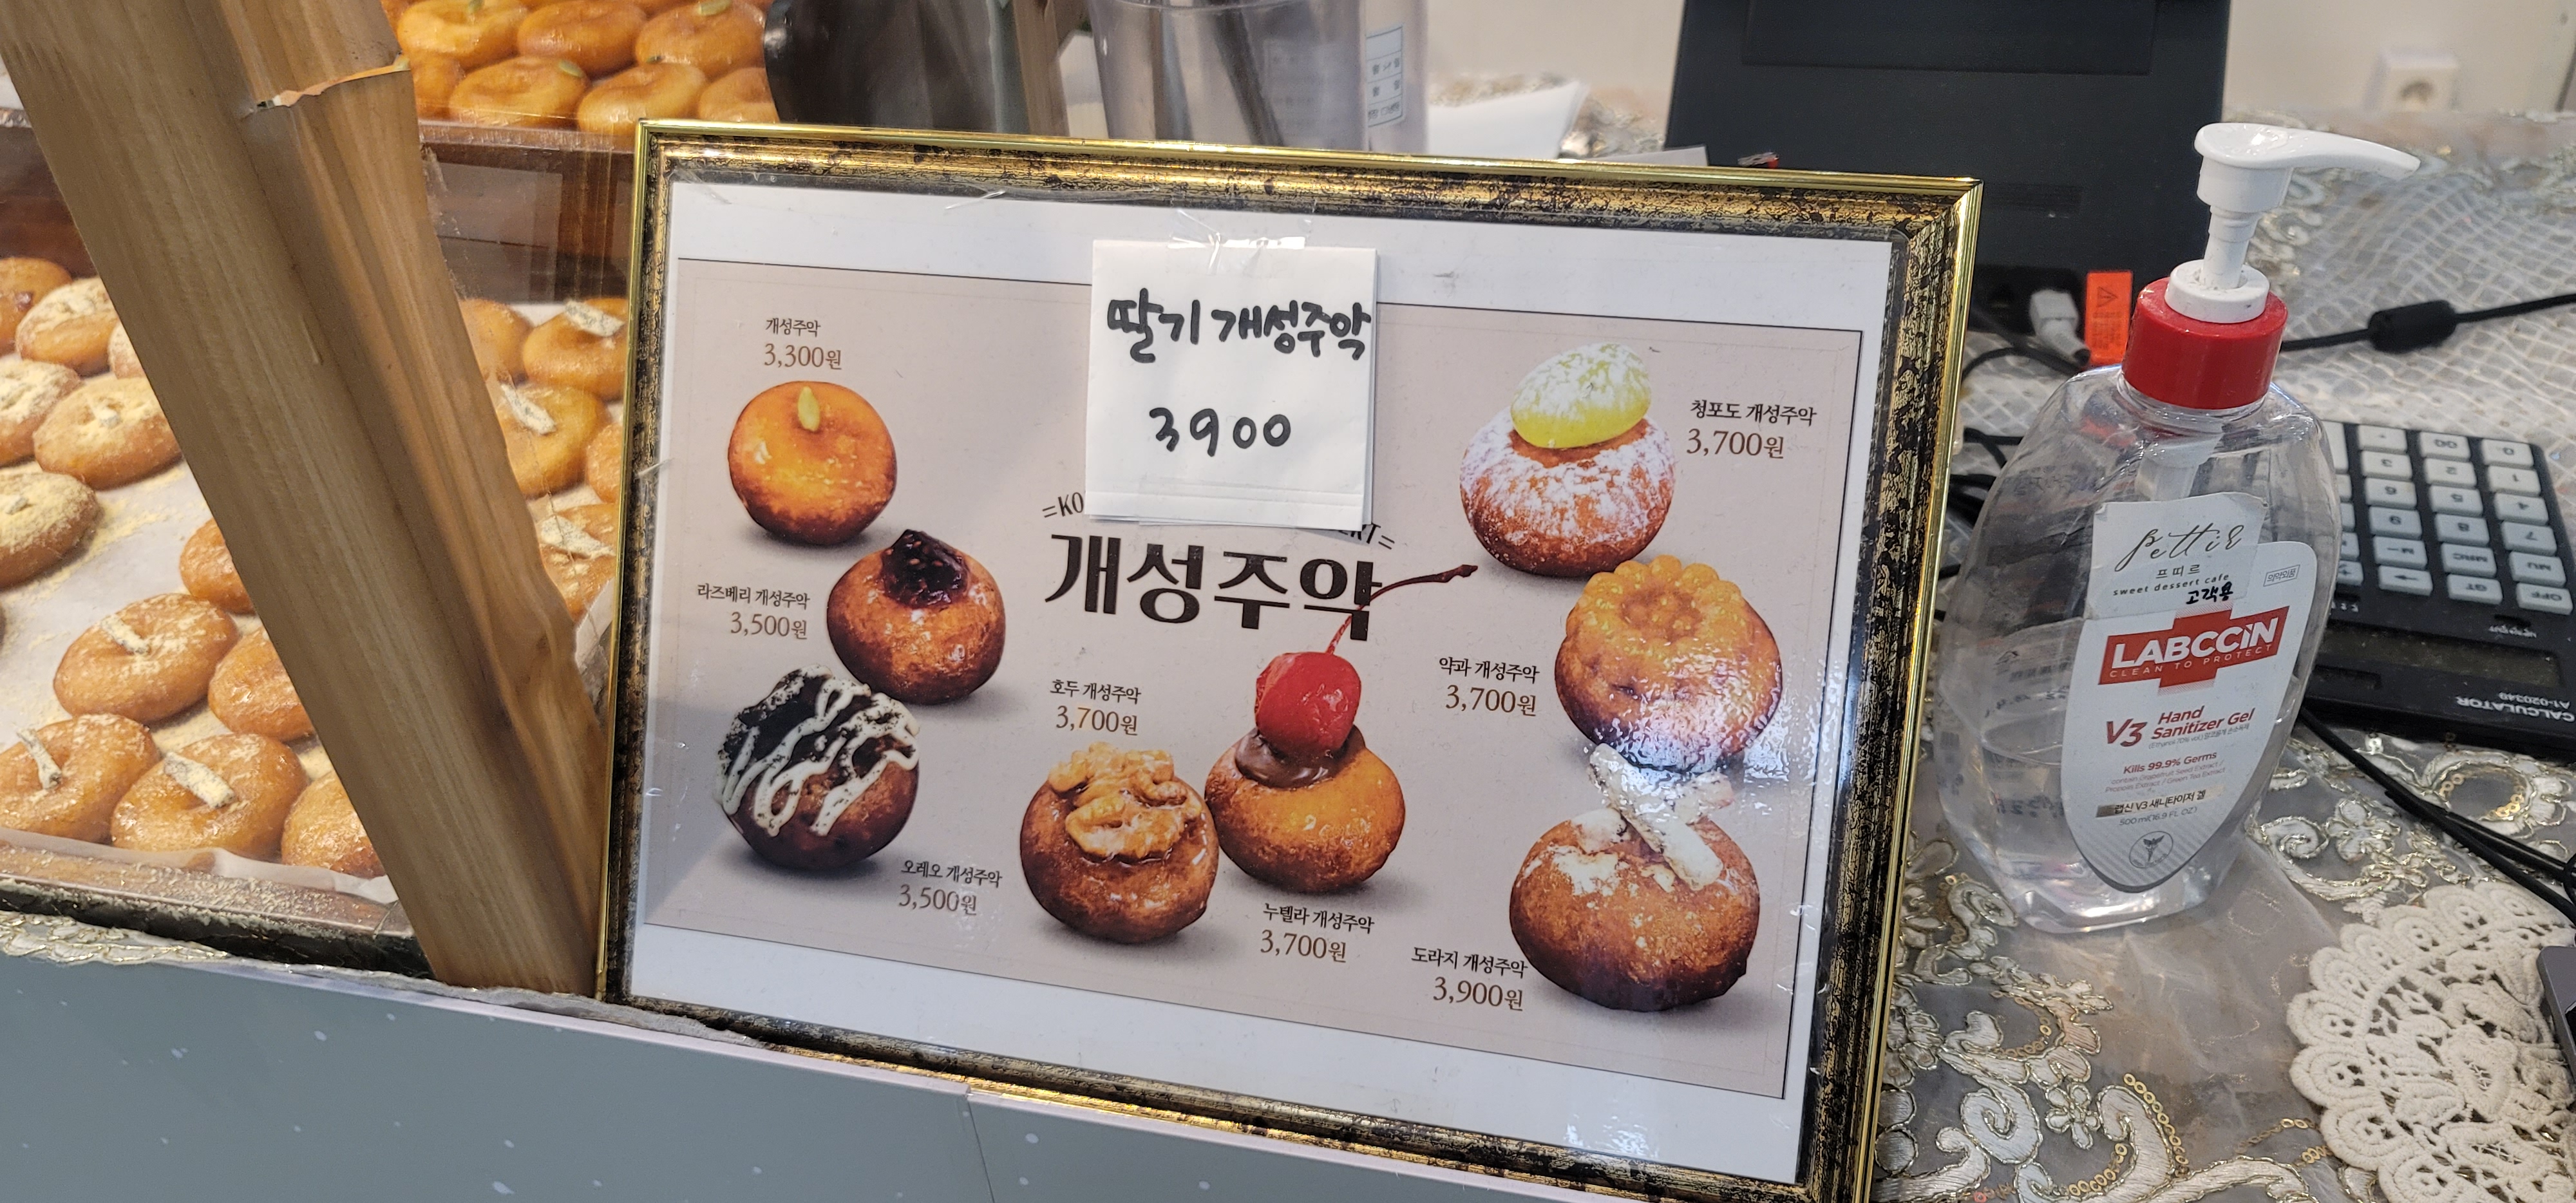 딸기 개성주악
3900
개성주악
3,300원
청포도 개성주악
3,700원
개성주악
라즈베리 개성주악
3,500원
약과 개성주악
3,700원
호두 개성주악
3,700원
오레오 개성주악
3,500원
누텔라 개성주악
3,700원
도라지 개성주악
3,900원
프띠르
sweet dessert cafe
고객용
LABCCiN
CLEAN TO PROTECT
V3 Hand
Sanitizer Gel
Kills 99.9% Germs
랩신 V3 새니타이저 겔
500 ml(16.9 FL OZ)
CALCULATOR